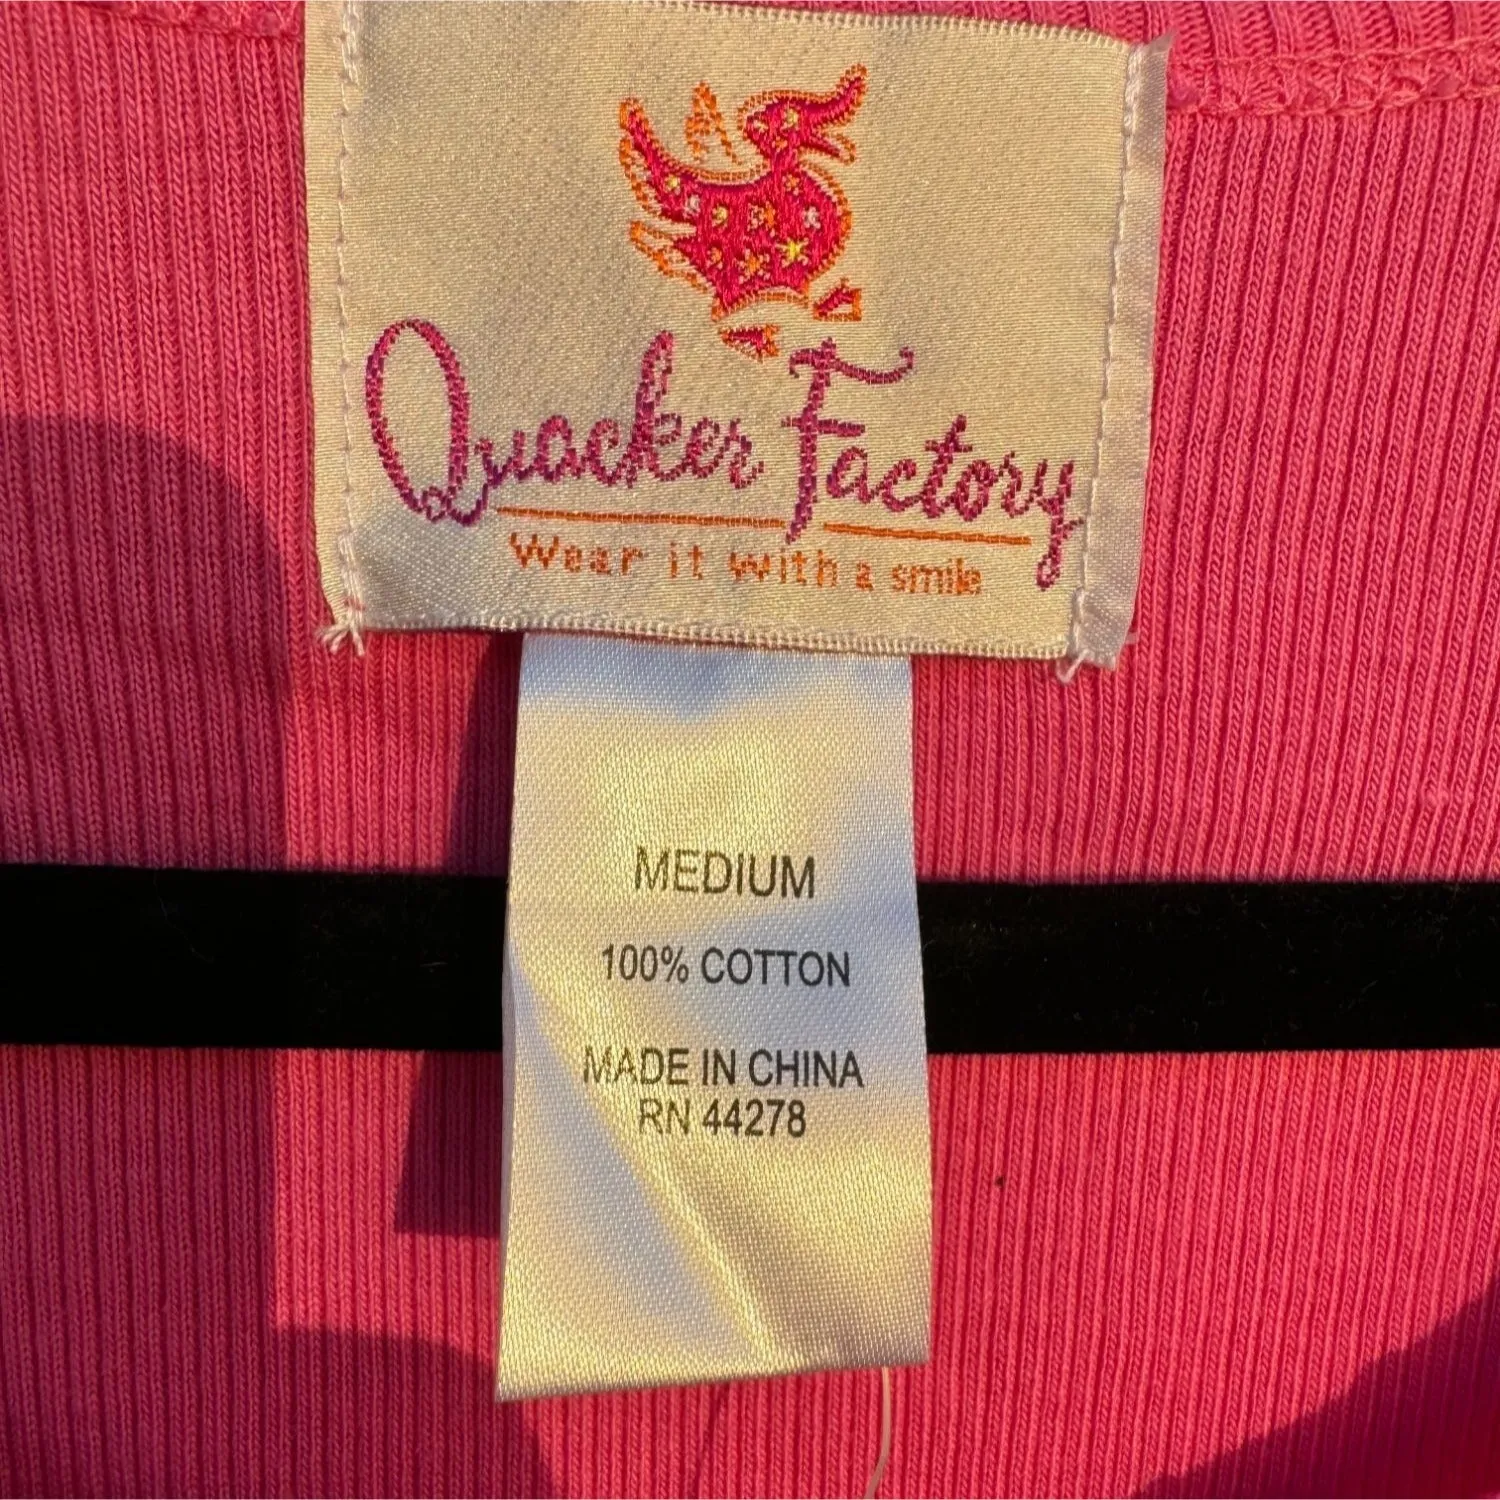 Quacker Factory
Wear it with a smile
MEDIUM
100% COTTON
MADE IN CHINA
RN 44278